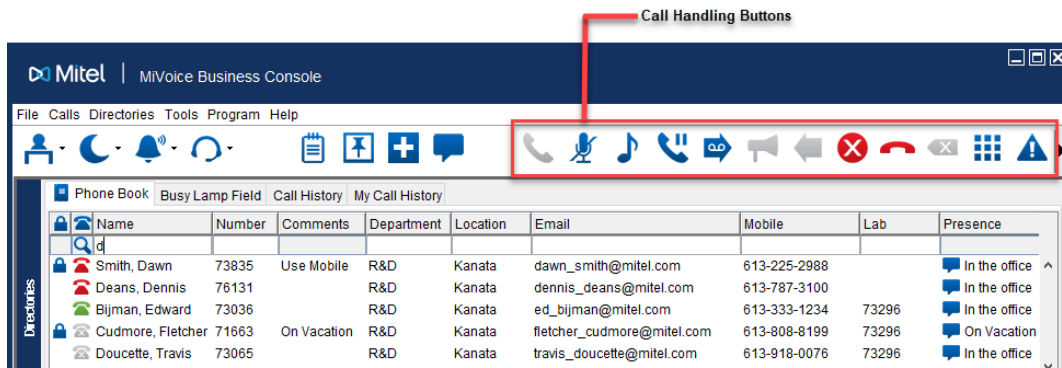 Call Handling Buttons
Mitel | MiVoice Business Console
File Calls Directories Tools Program Help
Phone Book Busy Lamp Field Call History My Call History
Name Number Comments Department Location Email Mobile Lab Presence
d
Smith, Dawn 73835 Use Mobile R&D Kanata dawn_smith@mitel.com 613-225-2988 In the office
Deans, Dennis 76131 R&D Kanata dennis_deans@mitel.com 613-787-3100 In the office
Bijman, Edward 73036 R&D Kanata ed_bijman@mitel.com 613-333-1234 73296 In the office
Cudmore, Fletcher 71663 On Vacation R&D Kanata fletcher_cudmore@mitel.com 613-808-8199 73296 On Vacation
Doucette, Travis 73065 R&D Kanata travis_doucette@mitel.com 613-918-0076 73296 In the office
Directories